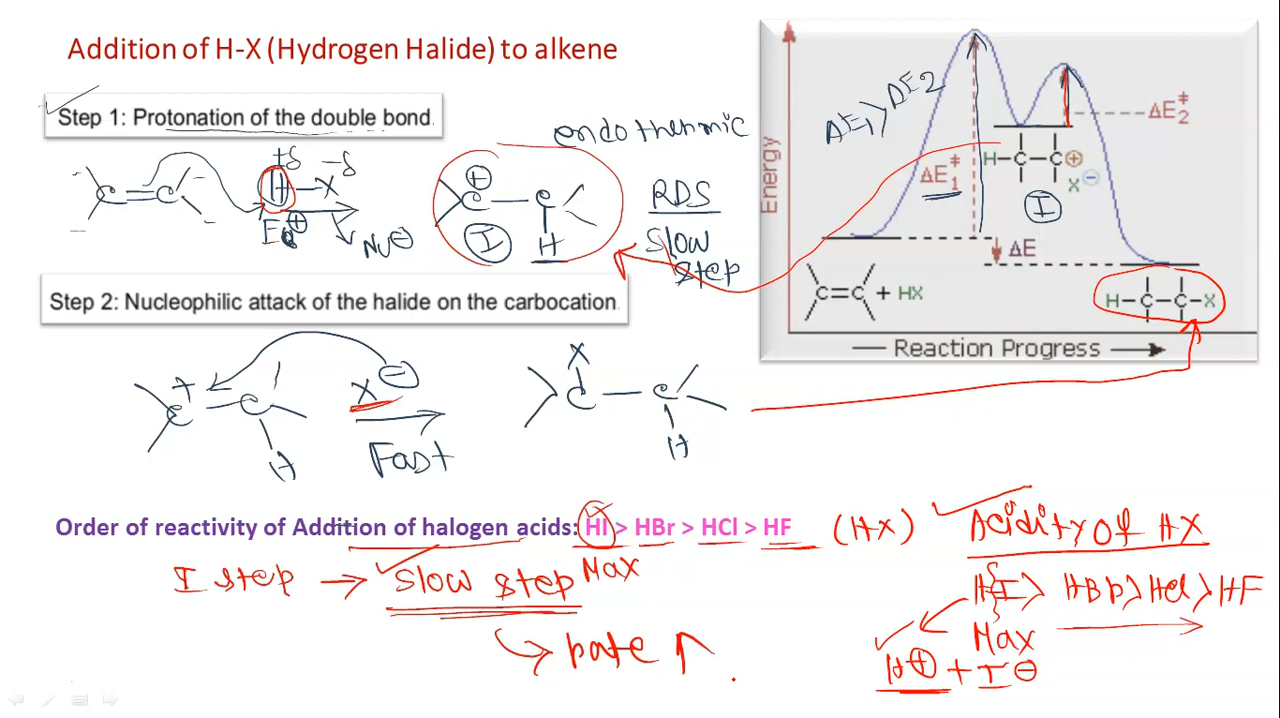 Addition of H-X (Hydrogen Halide) to alkene
Step 1: Protonation of the double bond.
+δ -δ
C=C H-X
E⊕ Nu⊖
endothermic
⊕
C - C
I H
RDS
Slow
step
Step 2: Nucleophilic attack of the halide on the carbocation.
+ X ⊖
C - C
H
Fast
X
C - C
H
Energy
ΔE1 > ΔE2
ΔE1‡
ΔE2‡
H-C-C⊕
X⊖
I
ΔE
C=C + HX
H-C-C-X
Reaction Progress
Order of reactivity of Addition of halogen acids: HI > HBr > HCl > HF (HX)
I step → Slow step Max
rate ↑
Acidity Of HX
HI > HBr > HCl > HF
Max
H⊕ + I⊖